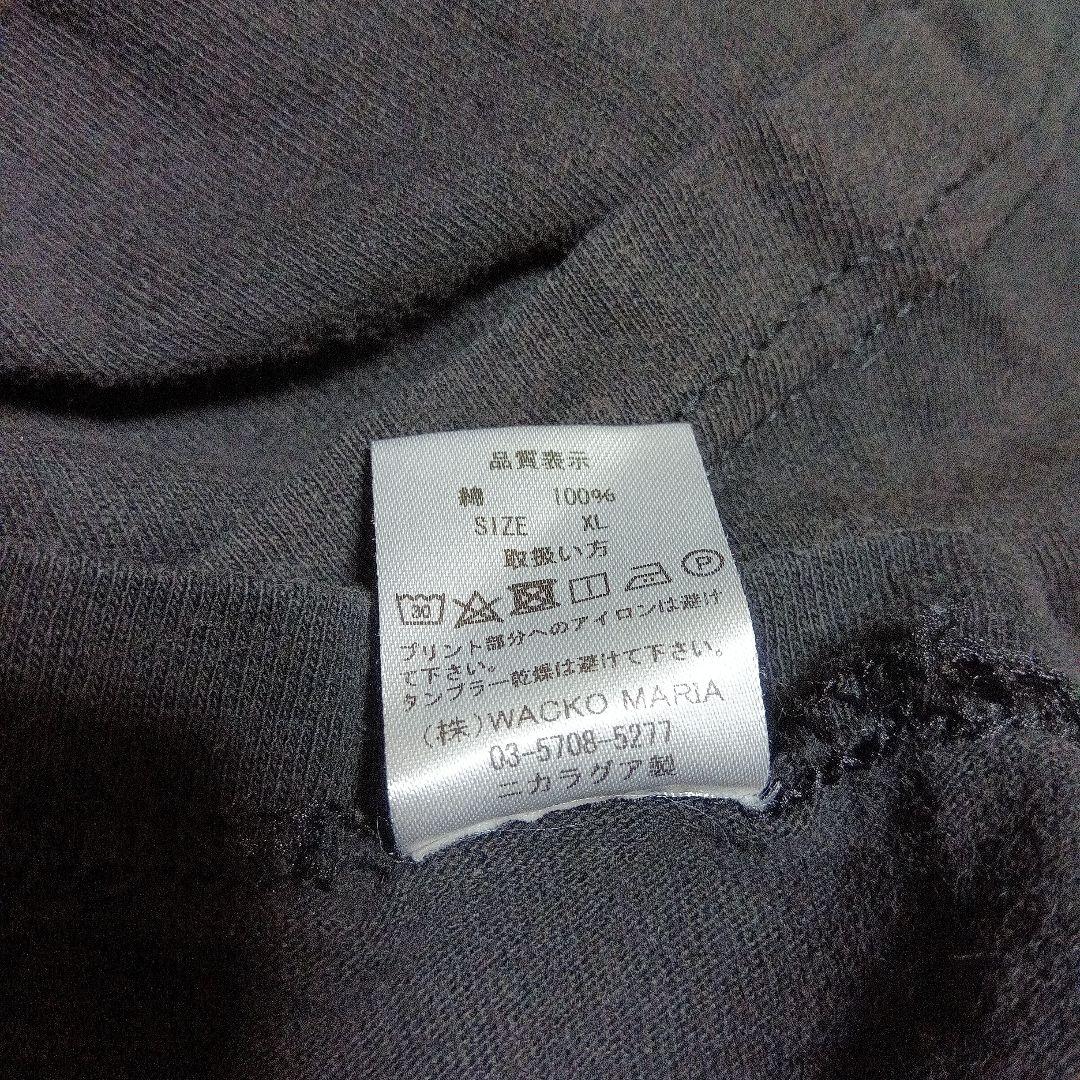 品質表示
綿 100%
SIZE XL
取扱い方
30 P
プリント部分へのアイロンは避け
て下さい。
タンブラー乾燥は避けて下さい。
(株)WACKO MARIA
03-5708-5277
ニカラグア製